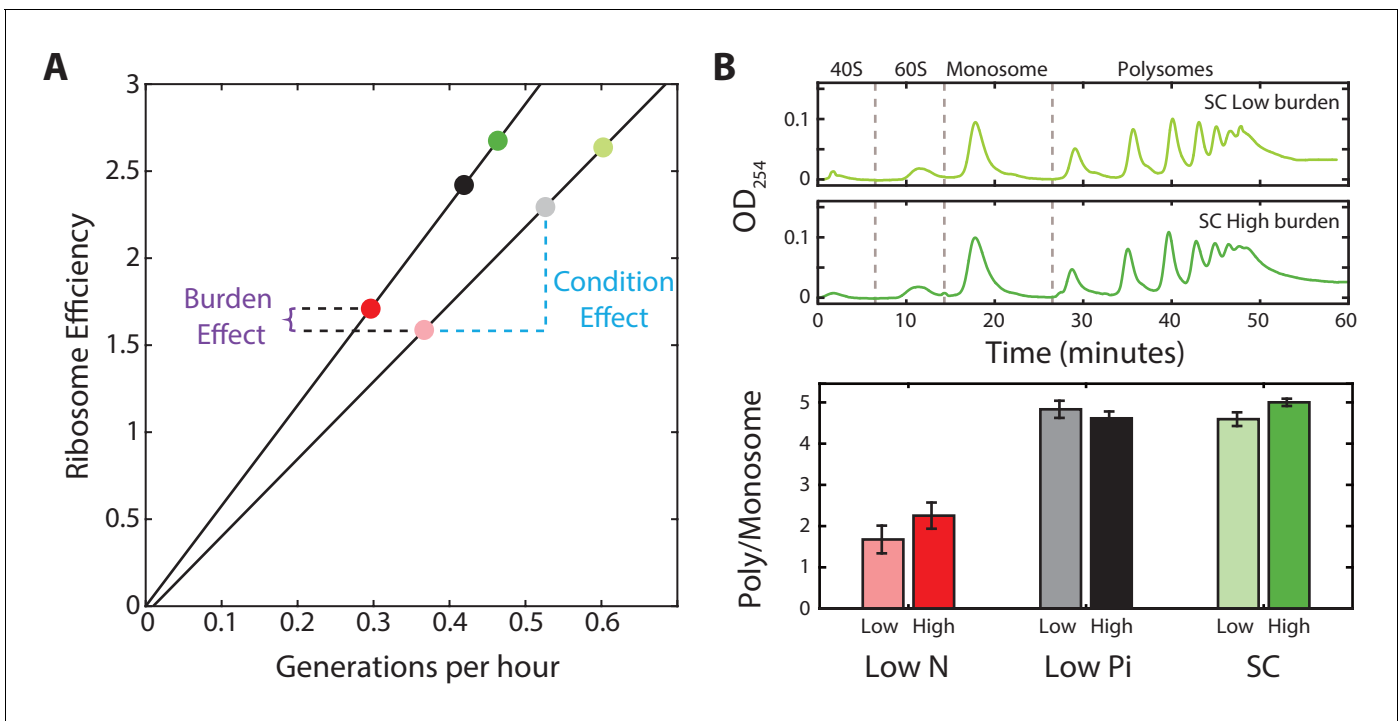 A
3
2.5
2
1.5
1
0.5
0
Ribosome Efficiency
Burden
Effect
Condition
Effect
0 0.1 0.2 0.3 0.4 0.5 0.6
Generations per hour
B
40S 60S Monosome Polysomes
SC Low burden
0.1
0
OD254
SC High burden
0.1
0
0 10 20 30 40 50 60
Time (minutes)
Poly/Monosome
5
4
3
2
1
0
Low High Low High Low High
Low N Low Pi SC